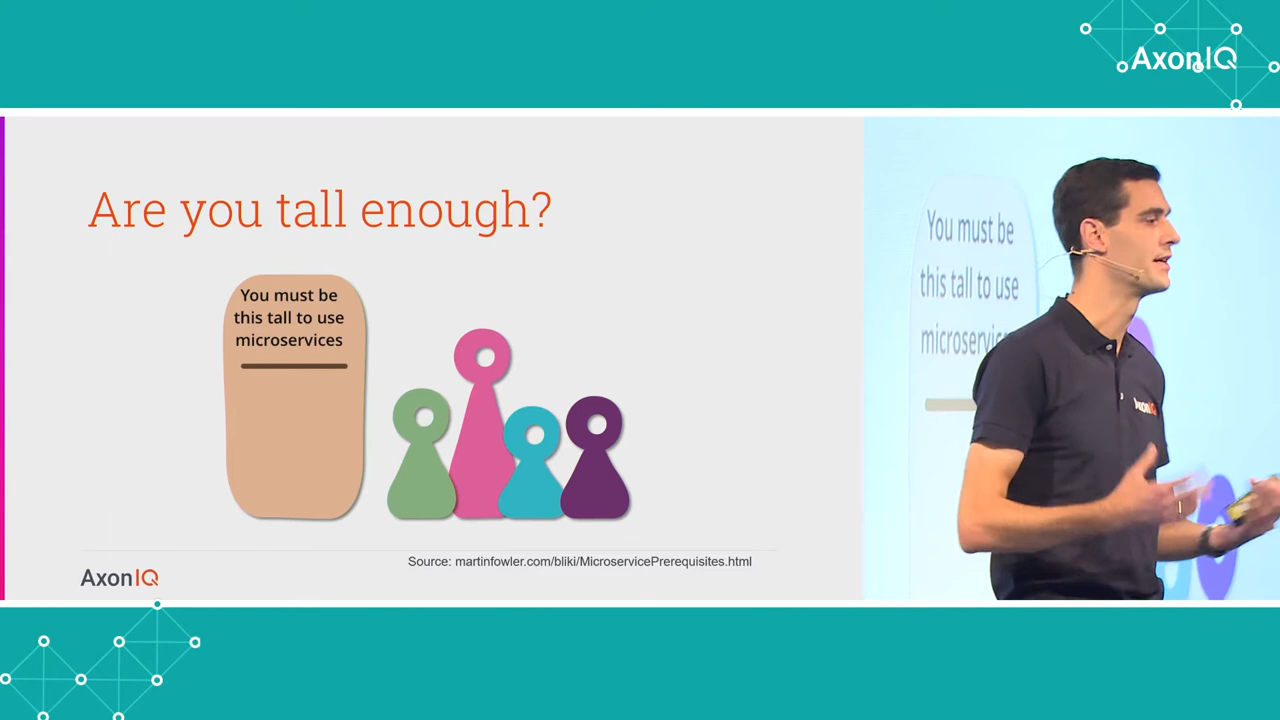 AxonIQ
Are you tall enough?
You must be
this tall to use
microservices
Source: martinfowler.com/bliki/MicroservicePrerequisites.html
AxonIQ
You must be
this tall to use
AxonIQ